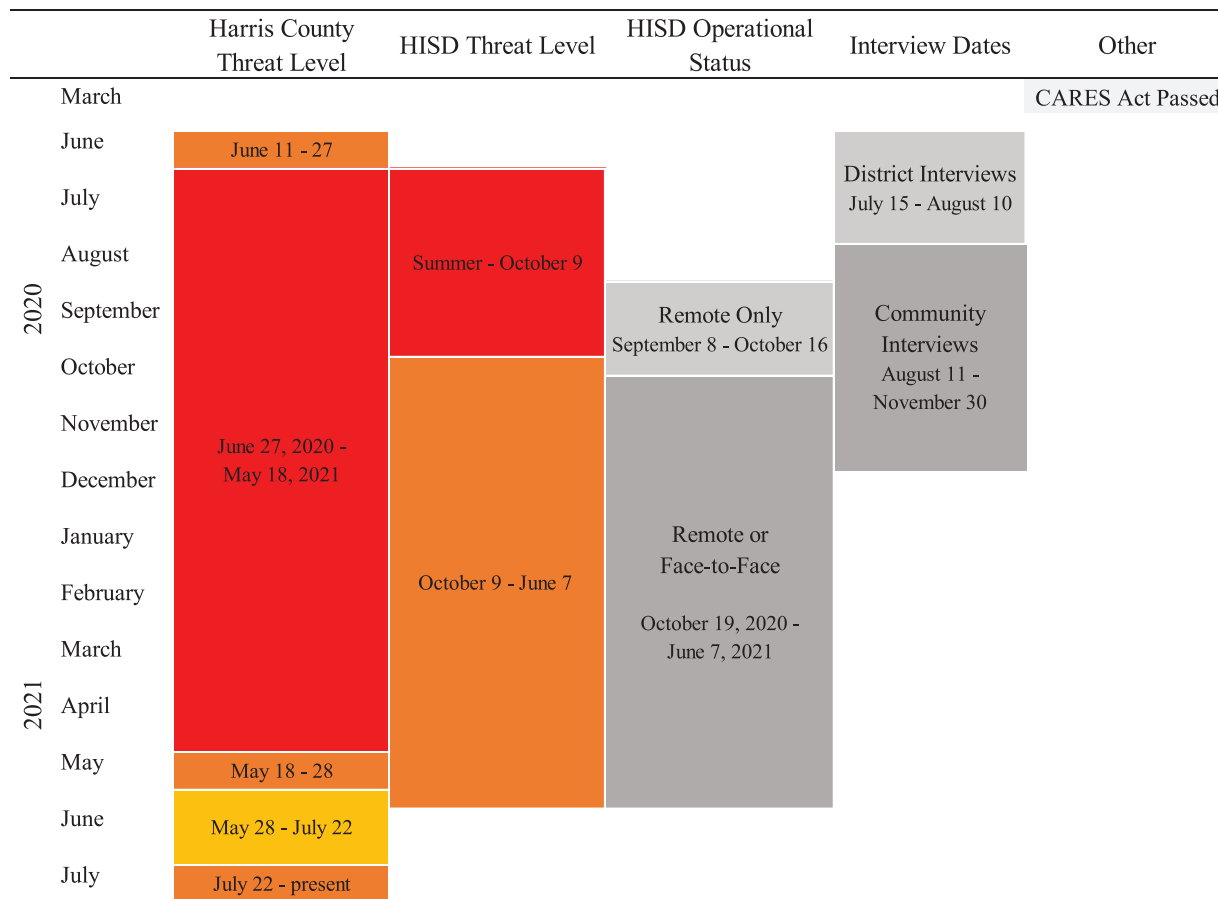 Harris County
Threat Level
HISD Threat Level
HISD Operational
Status
Interview Dates
Other
2020
March
CARES Act Passed
June
June 11 - 27
July
District Interviews
July 15 - August 10
August
Summer - October 9
September
Remote Only
September 8 - October 16
Community
Interviews
August 11 -
November 30
October
November
June 27, 2020 -
May 18, 2021
December
2021
January
Remote or
Face-to-Face
October 19, 2020 -
June 7, 2021
February
October 9 - June 7
March
April
May
May 18 - 28
June
May 28 - July 22
July
July 22 - present